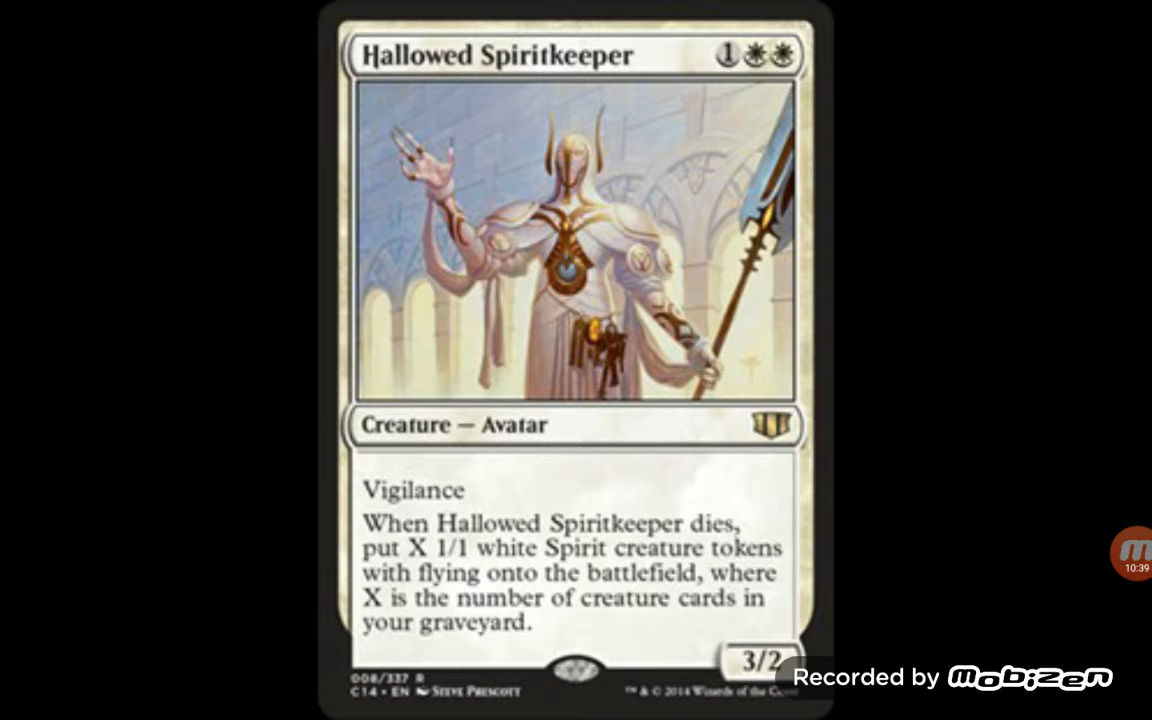 Hallowed Spiritkeeper 1
Creature — Avatar
Vigilance
When Hallowed Spiritkeeper dies,
put X 1/1 white Spirit creature tokens
with flying onto the battlefield, where
X is the number of creature cards in
your graveyard.
3/2
008/337 R
C14 • EN STEVE PRESCOTT
™ & © 2014 Wizards of the
10:39
Recorded by MOBIZEN